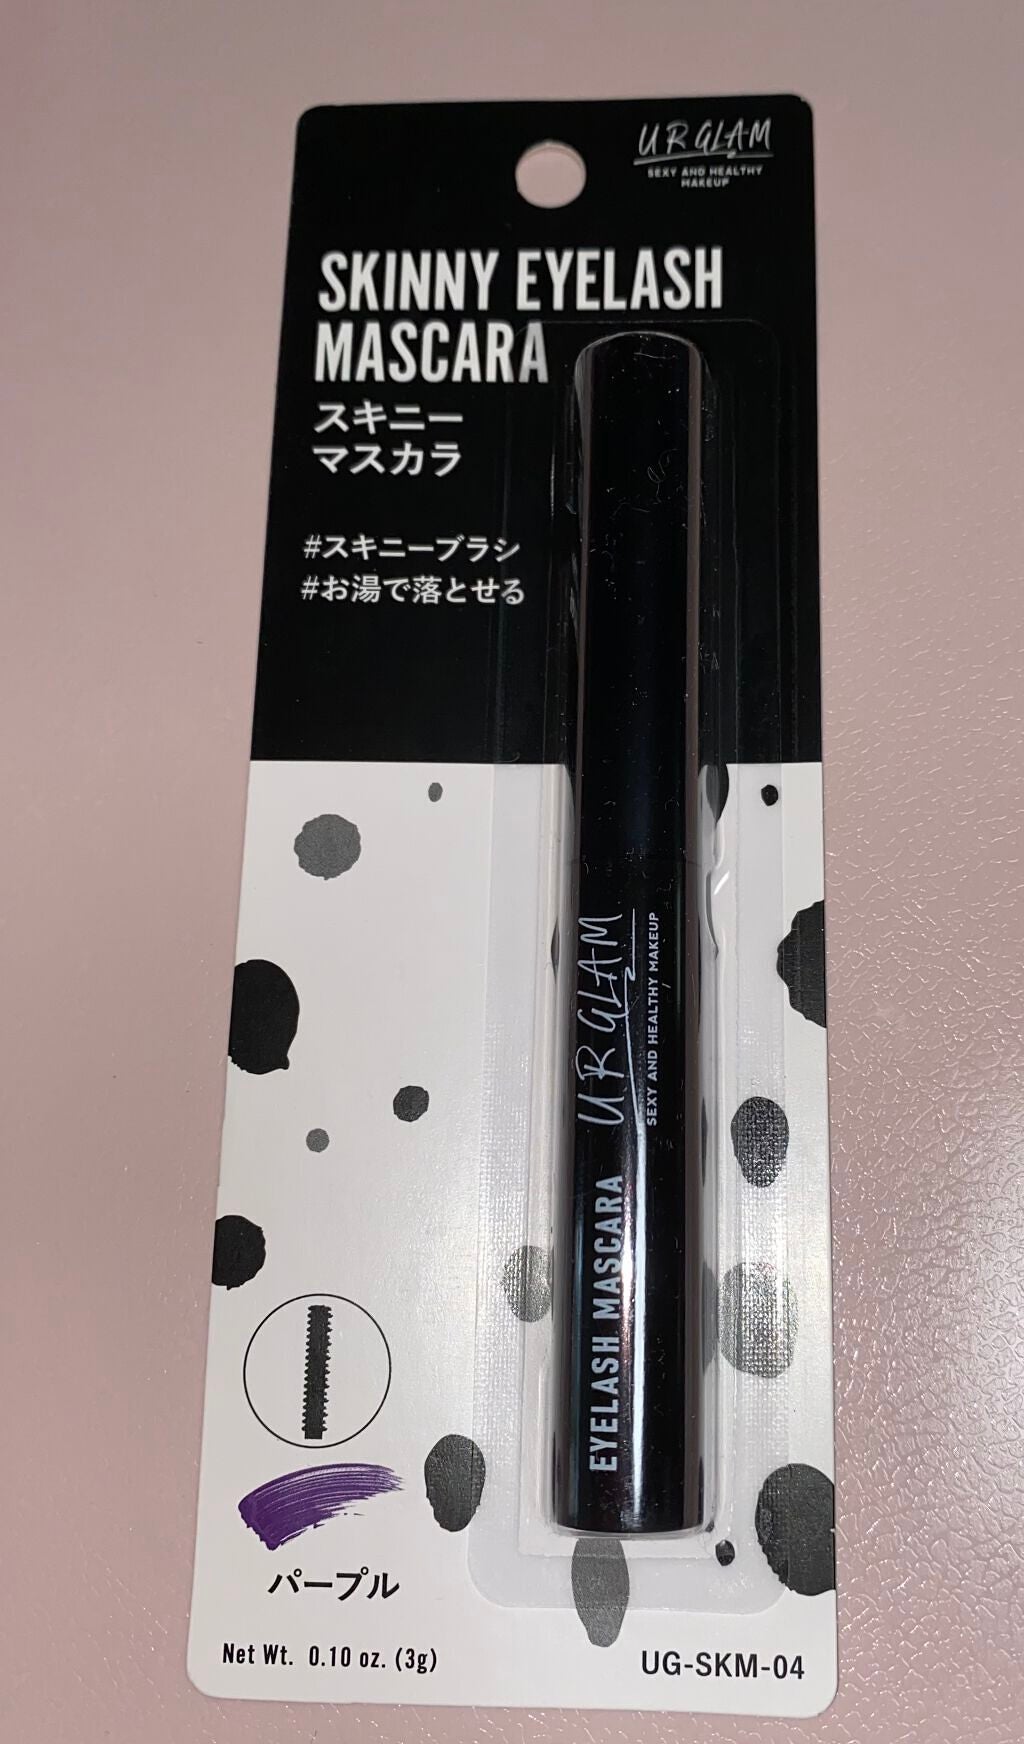 UR GLAM
SEXY AND HEALTHY
MAKEUP
SKINNY EYELASH
MASCARA
スキニー
マスカラ
#スキニーブラシ
#お湯で落とせる
EYELASH MASCARA UR GLAM
SEXY AND HEALTHY MAKEUP
パープル
Net Wt. 0.10 oz. (3g)
UG-SKM-04